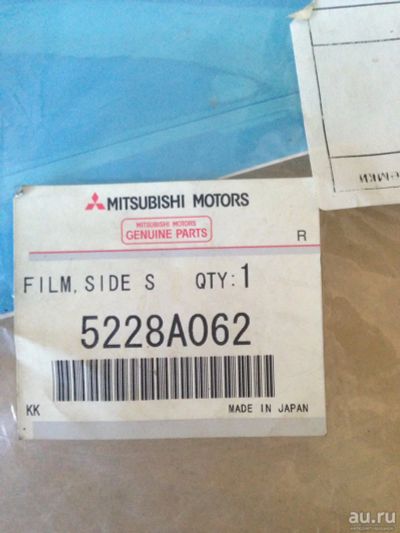 MITSUBISHI MOTORS
MITSUBISHI MOTORS
GENUINE PARTS
R
FILM, SIDE S QTY:1
5228A062
KK MADE IN JAPAN
au.ru